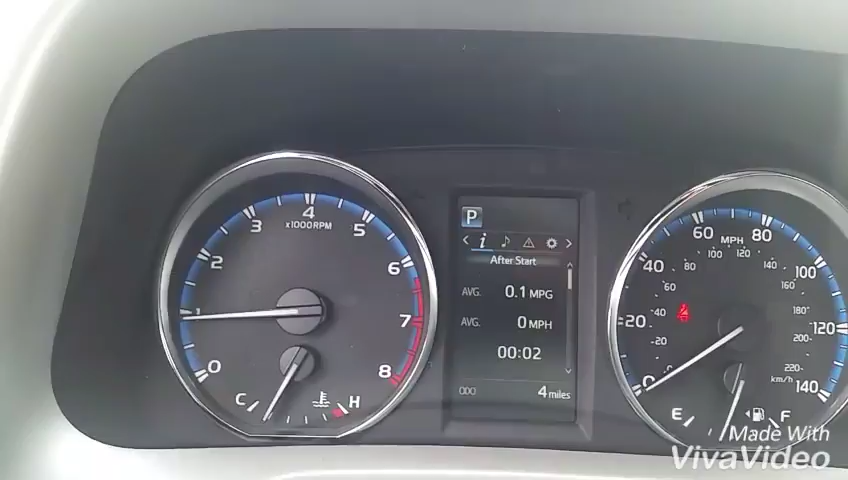 0
1
2
3
4
5
6
7
8
x1000RPM
C
H
P
i
After Start
AVG. 0.1 MPG
AVG. 0 MPH
00:02
ODO 4 miles
0
20
40
60
80
100
120
140
MPH
20
40
60
80
100
120
140
160
180
200
220
km/h
E
F
Made With
VivaVideo